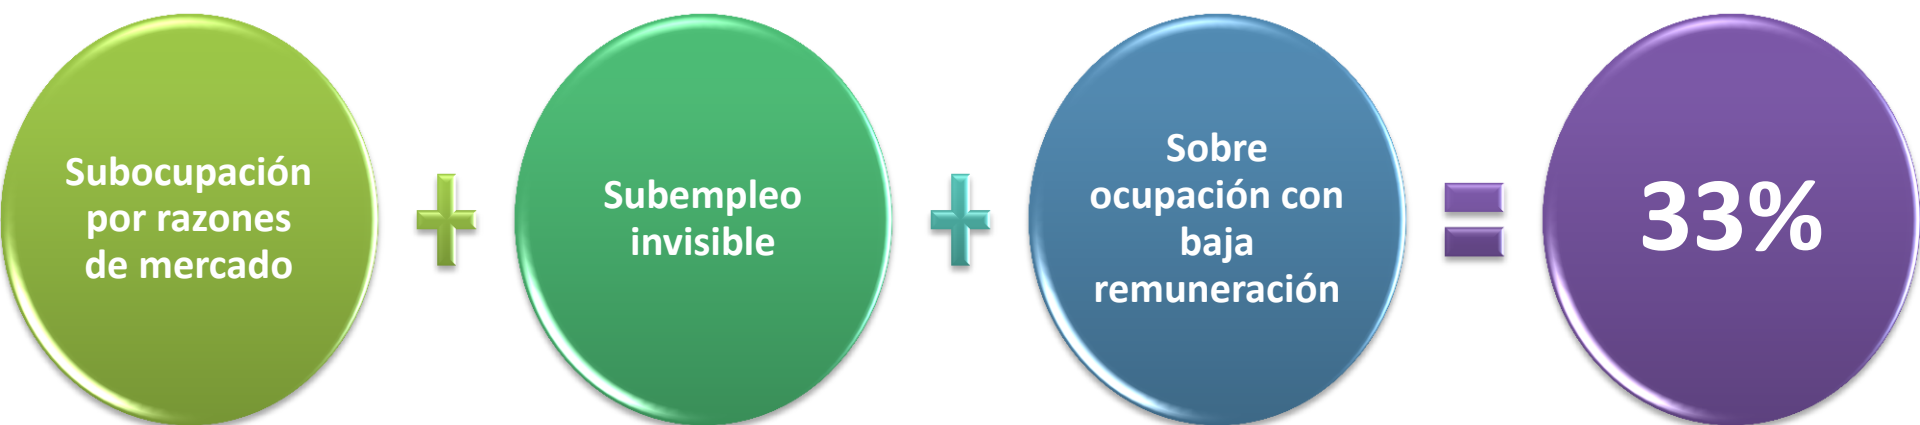 Subocupación
por razones
de mercado
+
Subempleo
invisible
+
Sobre
ocupación con
baja
remuneración
=
33%